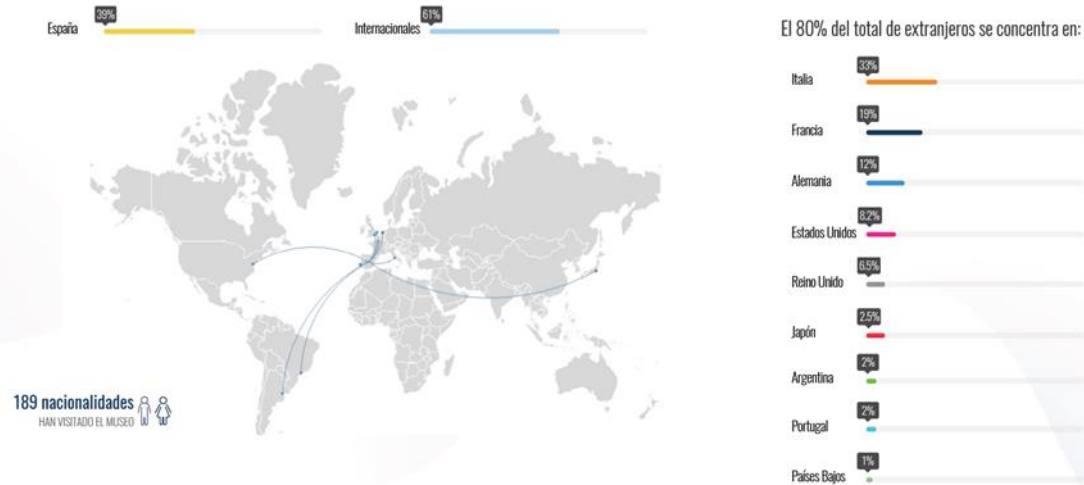 39%
España
61%
Internacionales
189 nacionalidades
HAN VISITADO EL MUSEO
El 80% del total de extranjeros se concentra en:
33%
Italia
19%
Francia
12%
Alemania
8.2%
Estados Unidos
6.5%
Reino Unido
2.5%
Japón
2%
Argentina
2%
Portugal
1%
Países Bajos